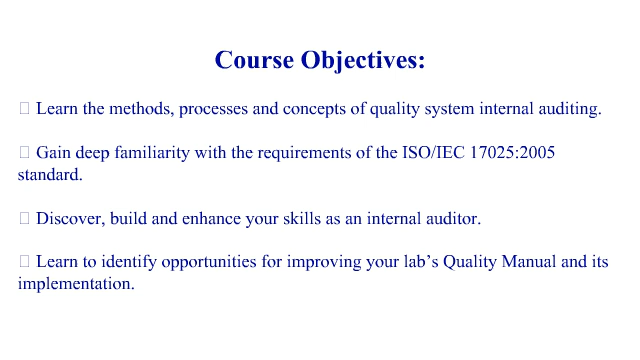 Course Objectives:
Learn the methods, processes and concepts of quality system internal auditing.
Gain deep familiarity with the requirements of the ISO/IEC 17025:2005
standard.
Discover, build and enhance your skills as an internal auditor.
Learn to identify opportunities for improving your lab’s Quality Manual and its
implementation.